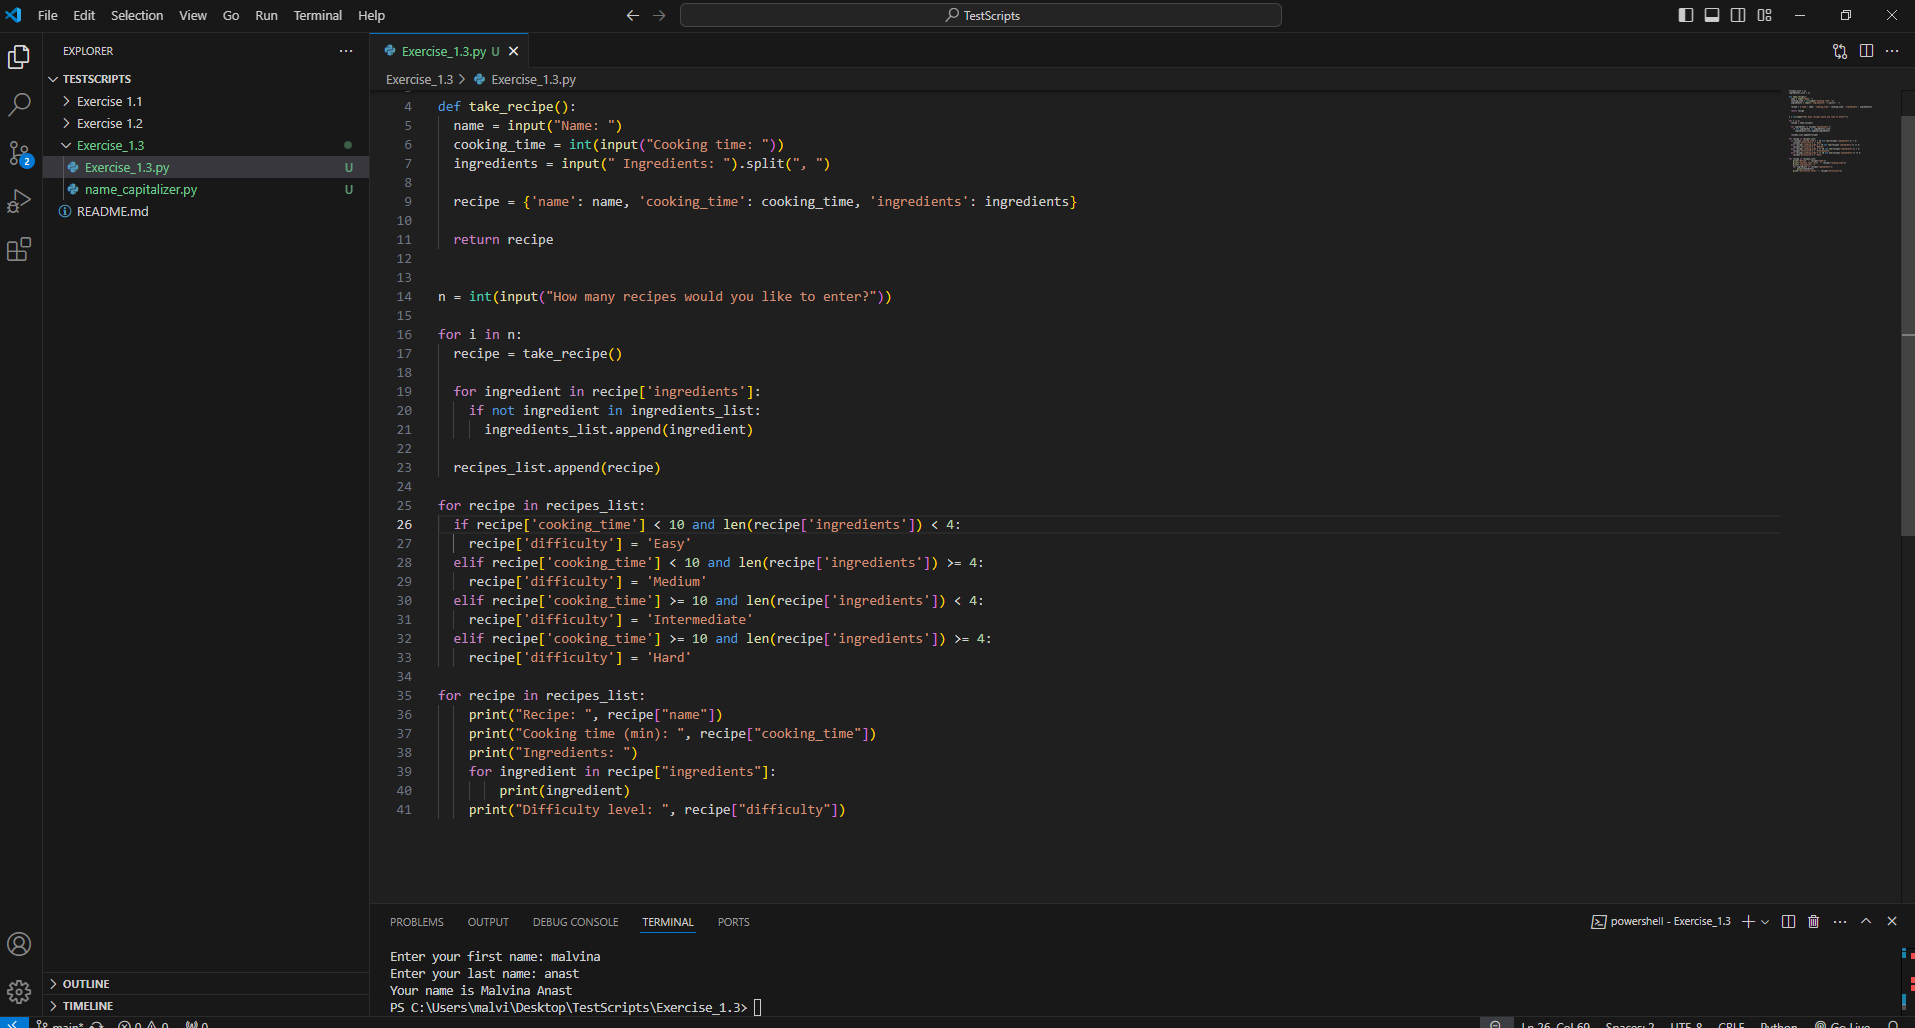 File Edit Selection View Go Run Terminal Help
TestScripts
EXPLORER
TESTSCRIPTS
Exercise 1.1
Exercise 1.2
Exercise_1.3
Exercise_1.3.py U
name_capitalizer.py U
README.md
2
OUTLINE
TIMELINE
Exercise_1.3.py U
Exercise_1.3 > Exercise_1.3.py
4 def take_recipe():
5 name = input("Name: ")
6 cooking_time = int(input("Cooking time: "))
7 ingredients = input(" Ingredients: ").split(", ")
8
9 recipe = {'name': name, 'cooking_time': cooking_time, 'ingredients': ingredients}
10
11 return recipe
12
13
14 n = int(input("How many recipes would you like to enter?"))
15
16 for i in n:
17 recipe = take_recipe()
18
19 for ingredient in recipe['ingredients']:
20 if not ingredient in ingredients_list:
21 ingredients_list.append(ingredient)
22
23 recipes_list.append(recipe)
24
25 for recipe in recipes_list:
26 if recipe['cooking_time'] < 10 and len(recipe['ingredients']) < 4:
27 recipe['difficulty'] = 'Easy'
28 elif recipe['cooking_time'] < 10 and len(recipe['ingredients']) >= 4:
29 recipe['difficulty'] = 'Medium'
30 elif recipe['cooking_time'] >= 10 and len(recipe['ingredients']) < 4:
31 recipe['difficulty'] = 'Intermediate'
32 elif recipe['cooking_time'] >= 10 and len(recipe['ingredients']) >= 4:
33 recipe['difficulty'] = 'Hard'
34
35 for recipe in recipes_list:
36 print("Recipe: ", recipe["name"])
37 print("Cooking time (min): ", recipe["cooking_time"])
38 print("Ingredients: ")
39 for ingredient in recipe["ingredients"]:
40 print(ingredient)
41 print("Difficulty level: ", recipe["difficulty"])
PROBLEMS OUTPUT DEBUG CONSOLE TERMINAL PORTS
powershell - Exercise_1.3
Enter your first name: malvina
Enter your last name: anast
Your name is Malvina Anast
PS C:\Users\malvi\Desktop\TestScripts\Exercise_1.3>
main* 0 0 0 Ln 26, Col 69 Spaces: 2 UTF-8 CRLF Python Go Live